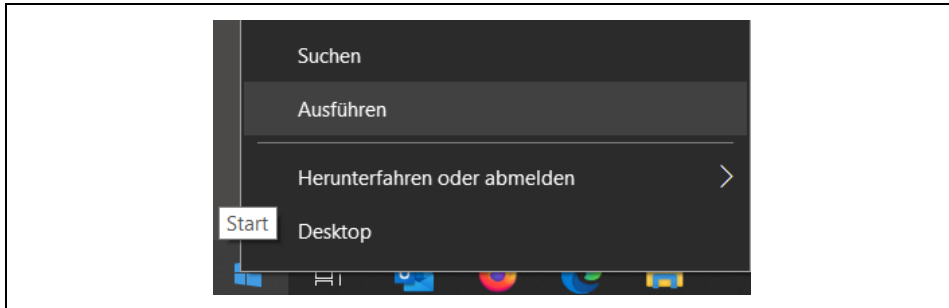 Suchen
Ausführen
Herunterfahren oder abmelden
Start
Desktop